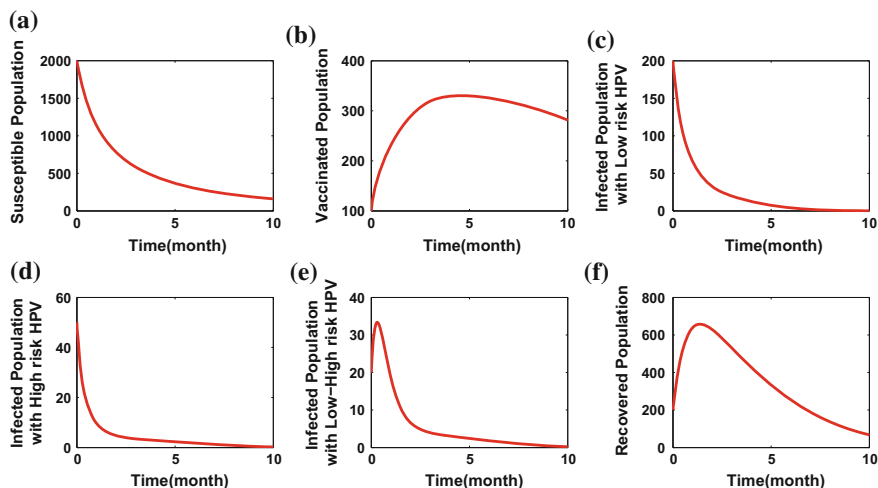 (a)
Susceptible Population
2000
1500
1000
500
0
0
5
10
Time(month)
(b)
Vaccinated Population
400
300
200
100
0
5
10
Time(month)
(c)
Infected Population
with Low risk HPV
200
150
100
50
0
0
5
10
Time(month)
(d)
Infected Population
with High risk HPV
60
40
20
0
0
5
10
Time(month)
(e)
Infected Population
with Low−High risk HPV
40
30
20
10
0
0
5
10
Time(month)
(f)
Recovered Population
800
600
400
200
0
0
5
10
Time(month)